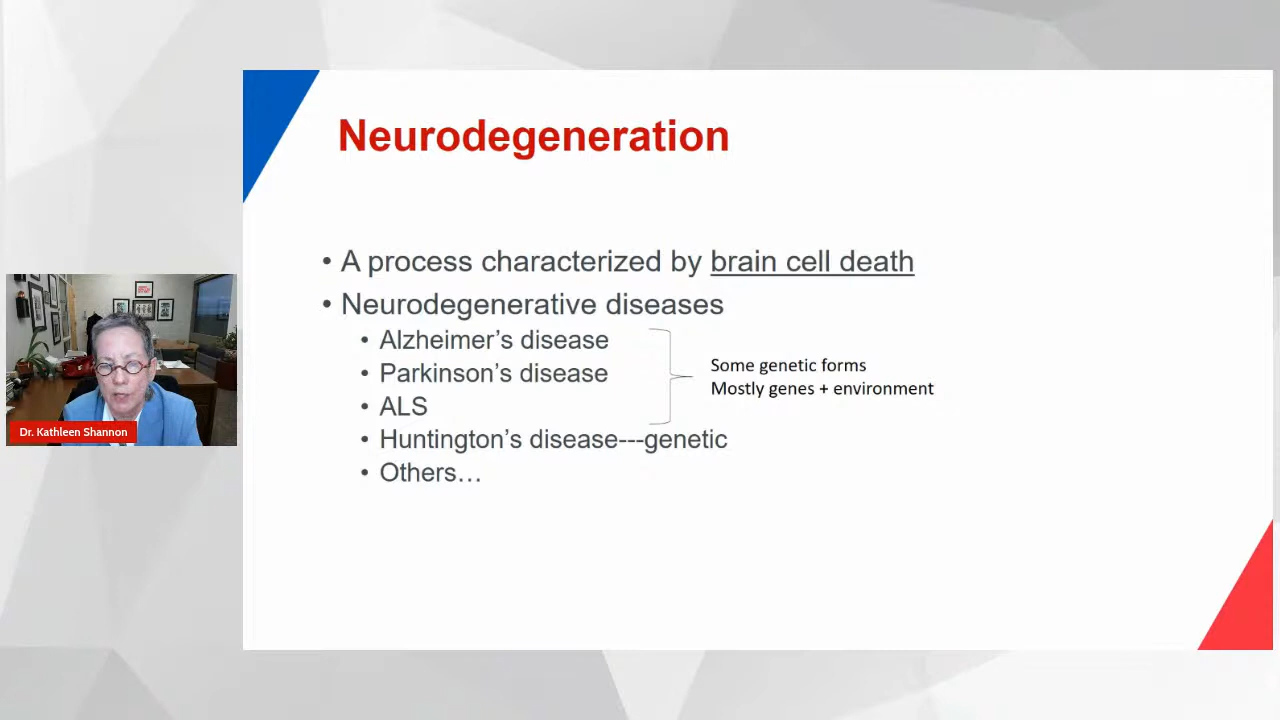 Neurodegeneration
• A process characterized by brain cell death
• Neurodegenerative diseases
• Alzheimer’s disease
• Parkinson’s disease
• ALS
Some genetic forms
Mostly genes + environment
• Huntington’s disease---genetic
• Others…
Dr. Kathleen Shannon